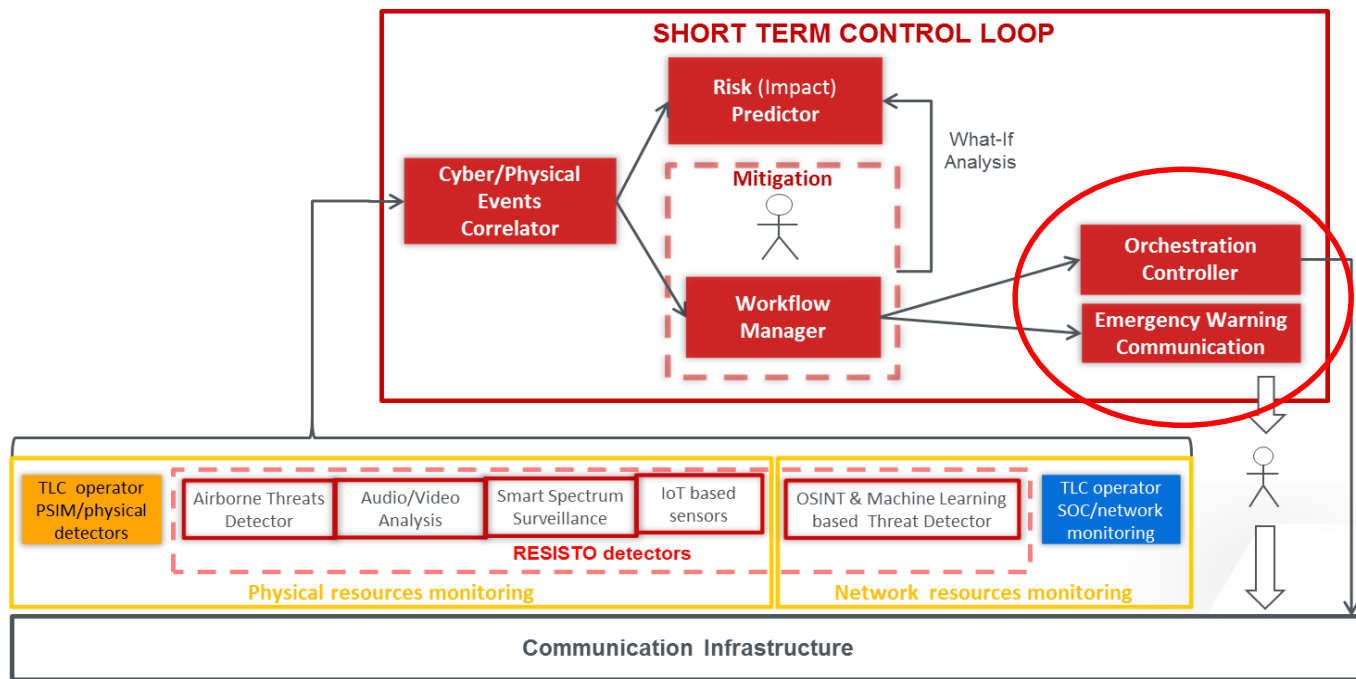 SHORT TERM CONTROL LOOP
Risk (Impact)
Predictor
What-If
Analysis
Cyber/Physical
Events
Correlator
Mitigation
Workflow
Manager
Orchestration
Controller
Emergency Warning
Communication
TLC operator
PSIM/physical
detectors
Airborne Threats
Detector
Audio/Video
Analysis
Smart Spectrum
Surveillance
IoT based
sensors
RESISTO detectors
Physical resources monitoring
OSINT & Machine Learning
based Threat Detector
TLC operator
SOC/network
monitoring
Network resources monitoring
Communication Infrastructure